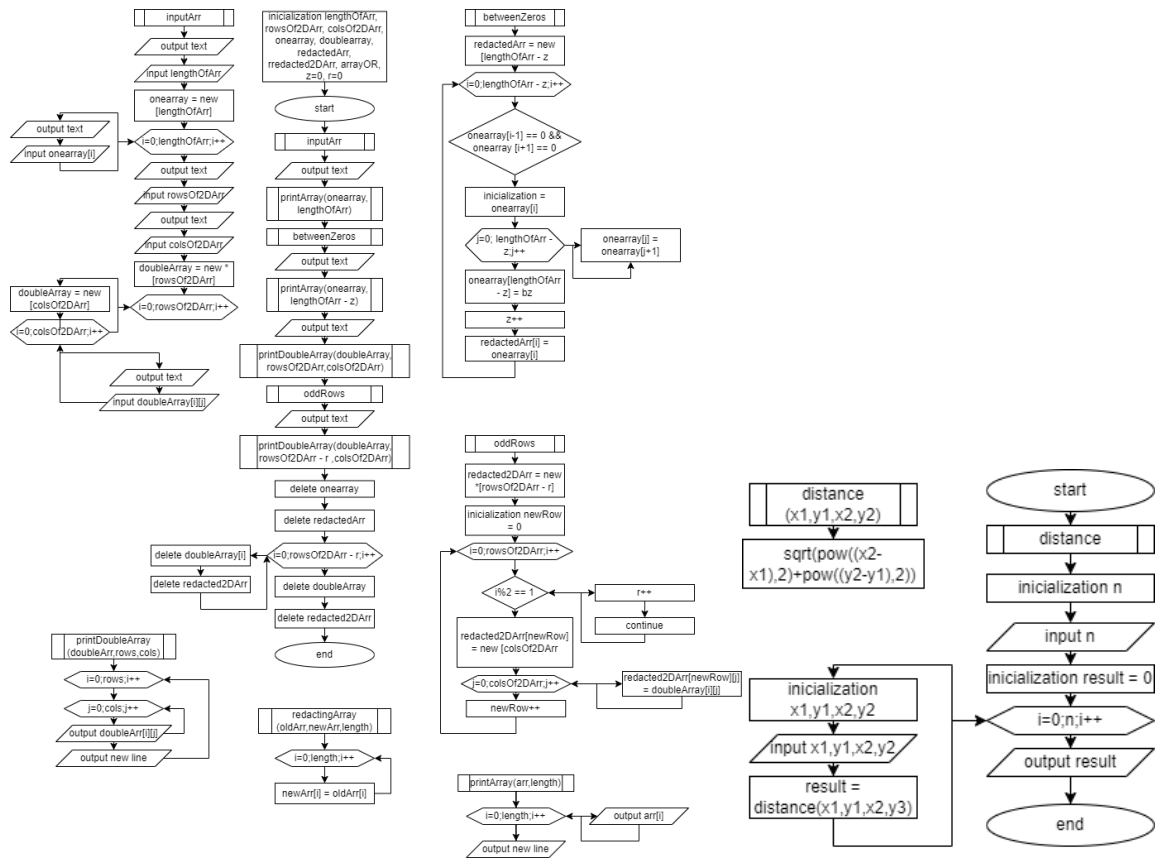 inputArr
output text
input lengthOfArr
onearray = new
[lengthOfArr]
i=0;lengthOfArr;i++
output text
input onearray[i]
output text
input rowsOf2DArr
output text
input colsOf2DArr
doubleArray = new *
[rowsOf2DArr]
i=0;rowsOf2DArr;i++
doubleArray = new
[colsOf2DArr]
i=0;colsOf2DArr;i++
output text
input doubleArray[i][j]
inicialization lengthOfArr,
rowsOf2DArr, colsOf2DArr,
onearray, doublearray,
redactedArr,
rredacted2DArr, arrayOR,
z=0, r=0
start
inputArr
output text
printArray(onearray,
lengthOfArr)
betweenZeros
output text
printArray(onearray,
lengthOfArr - z)
output text
printDoubleArray(doubleArray,
rowsOf2DArr,colsOf2DArr)
oddRows
output text
printDoubleArray(doubleArray,
rowsOf2DArr - r ,colsOf2DArr)
delete onearray
delete redactedArr
i=0;rowsOf2DArr - r;i++
delete doubleArray[i]
delete redacted2DArr
delete doubleArray
delete redacted2DArr
end
betweenZeros
redactedArr = new
[lengthOfArr - z
i=0;lengthOfArr - z;i++
onearray[i-1] == 0 &&
onearray [i+1] == 0
inicialization =
onearray[i]
j=0; lengthOfArr -
z;j++
onearray[j] =
onearray[j+1]
onearray[lengthOfArr
- z] = bz
z++
redactedArr[i] =
onearray[i]
oddRows
redacted2DArr = new
*[rowsOf2DArr - r]
inicialization newRow
= 0
i=0;rowsOf2DArr;i++
i%2 == 1
r++
continue
redacted2DArr[newRow]
= new [colsOf2DArr
j=0;colsOf2DArr;j++
redacted2DArr[newRow][j]
= doubleArray[i][j]
newRow++
printDoubleArray
(doubleArr,rows,cols)
i=0;rows;i++
j=0;cols;j++
output doubleArr[i][j]
output new line
redactingArray
(oldArr,newArr,length)
i=0;length;i++
newArr[i] = oldArr[i]
printArray(arr,length)
i=0;length;i++
output arr[i]
output new line
distance
(x1,y1,x2,y2)
sqrt(pow((x2-
x1),2)+pow((y2-y1),2))
start
distance
inicialization n
input n
inicialization result = 0
i=0;n;i++
inicialization
x1,y1,x2,y2
input x1,y1,x2,y2
result =
distance(x1,y1,x2,y3)
output result
end